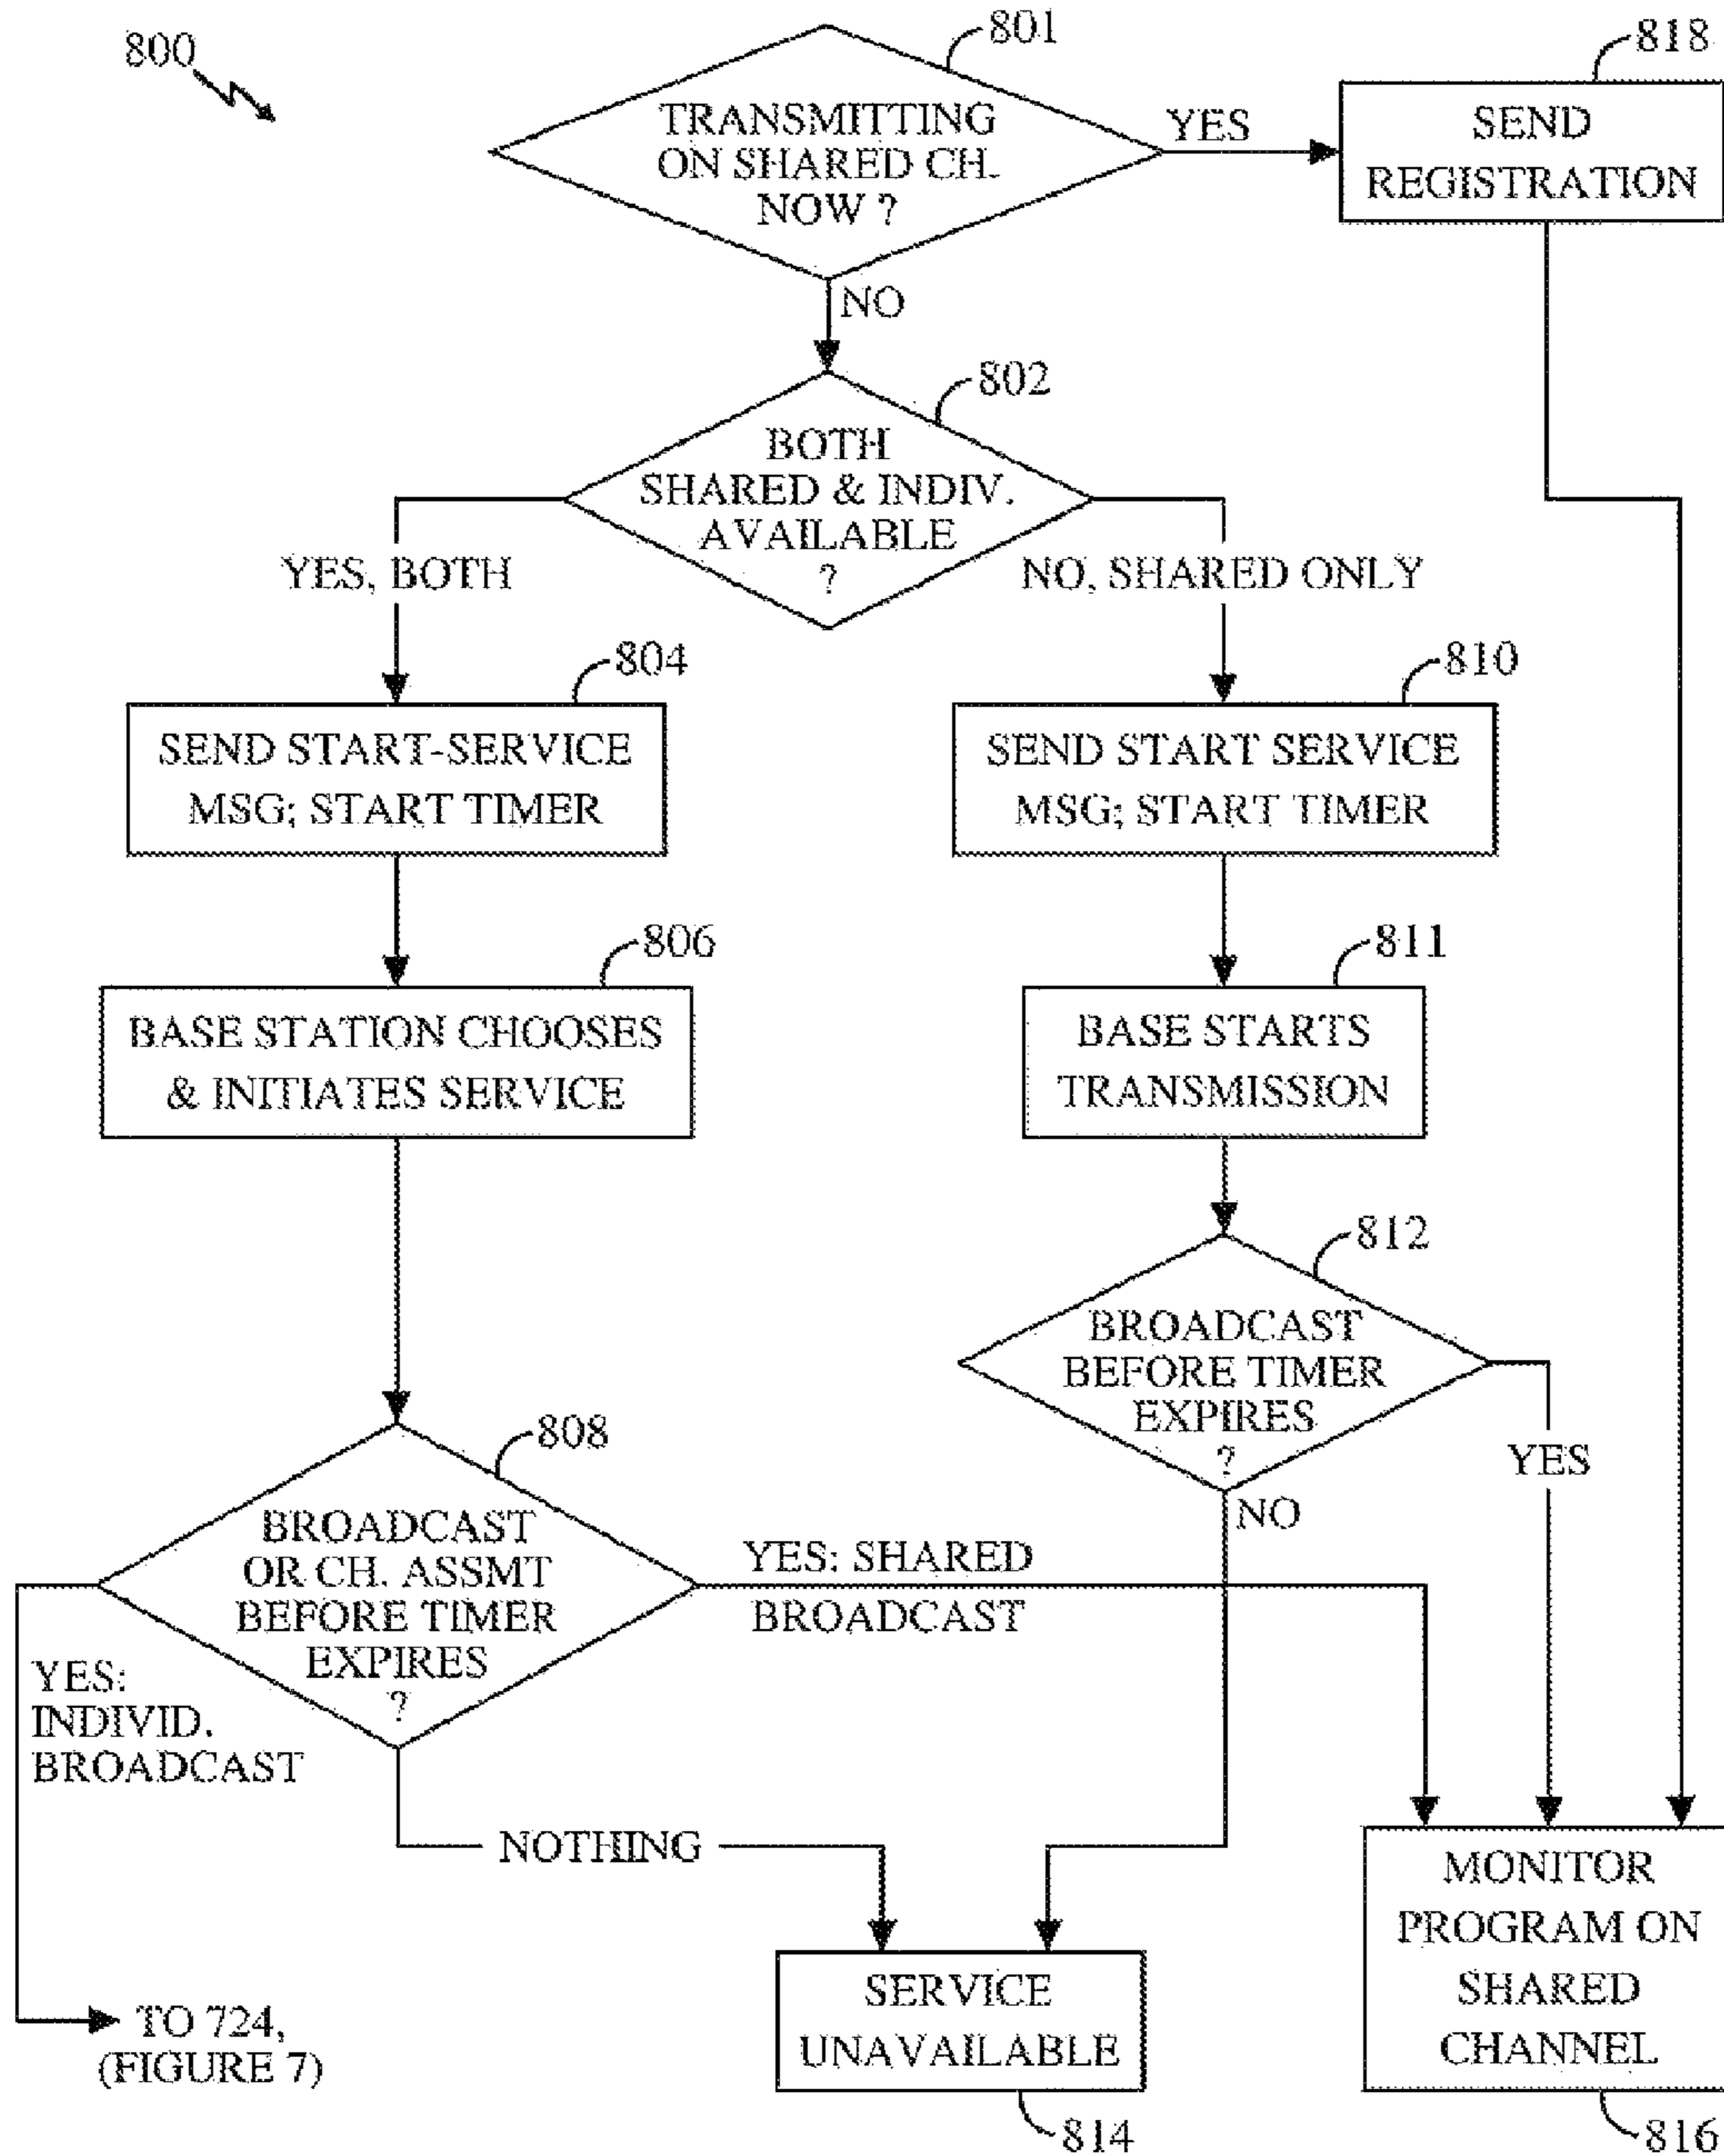 800
801
TRANSMITTING
ON SHARED CH.
NOW ?
YES
818
SEND
REGISTRATION
NO
802
BOTH
SHARED & INDIV.
AVAILABLE
?
YES, BOTH
NO, SHARED ONLY
804
SEND START-SERVICE
MSG; START TIMER
810
SEND START SERVICE
MSG; START TIMER
806
BASE STATION CHOOSES
& INITIATES SERVICE
811
BASE STARTS
TRANSMISSION
812
BROADCAST
BEFORE TIMER
EXPIRES
?
YES
NO
808
BROADCAST
OR CH. ASSMT
BEFORE TIMER
EXPIRES
?
YES: SHARED
BROADCAST
YES:
INDIVID.
BROADCAST
NOTHING
TO 724,
(FIGURE 7)
SERVICE
UNAVAILABLE
814
MONITOR
PROGRAM ON
SHARED
CHANNEL
816